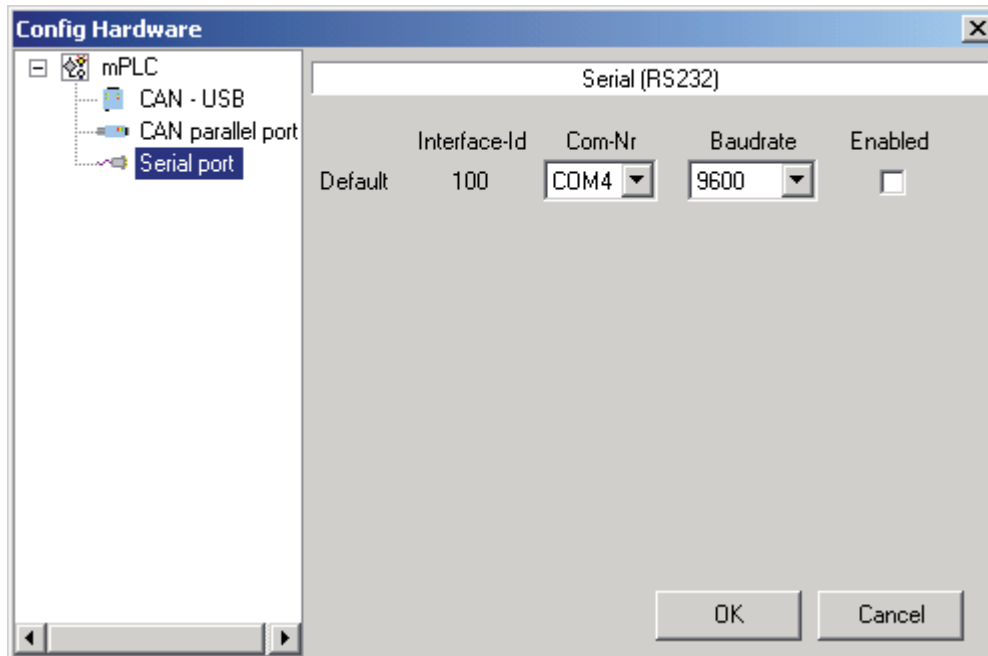 Config Hardware
mPLC
CAN - USB
CAN parallel port
Serial port
Serial (RS232)
Interface-Id Com-Nr Baudrate Enabled
Default 100 COM4 9600
OK Cancel